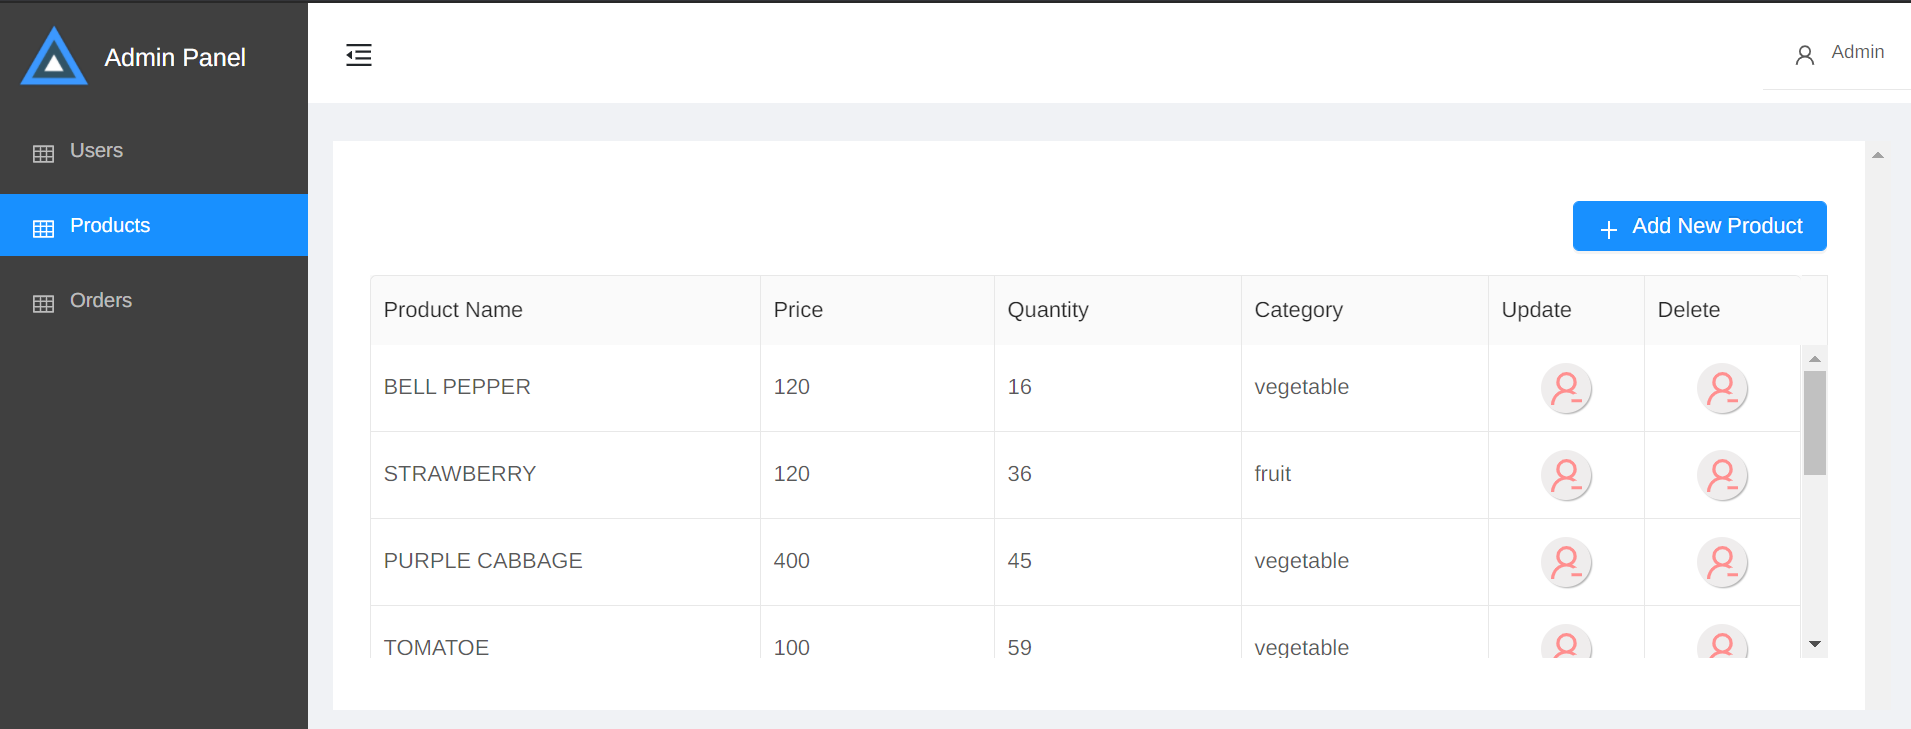 Admin Panel
Admin
Users
Products
Orders
Add New Product
Product Name Price Quantity Category Update Delete
BELL PEPPER 120 16 vegetable
STRAWBERRY 120 36 fruit
PURPLE CABBAGE 400 45 vegetable
TOMATOE 100 59 vegetable